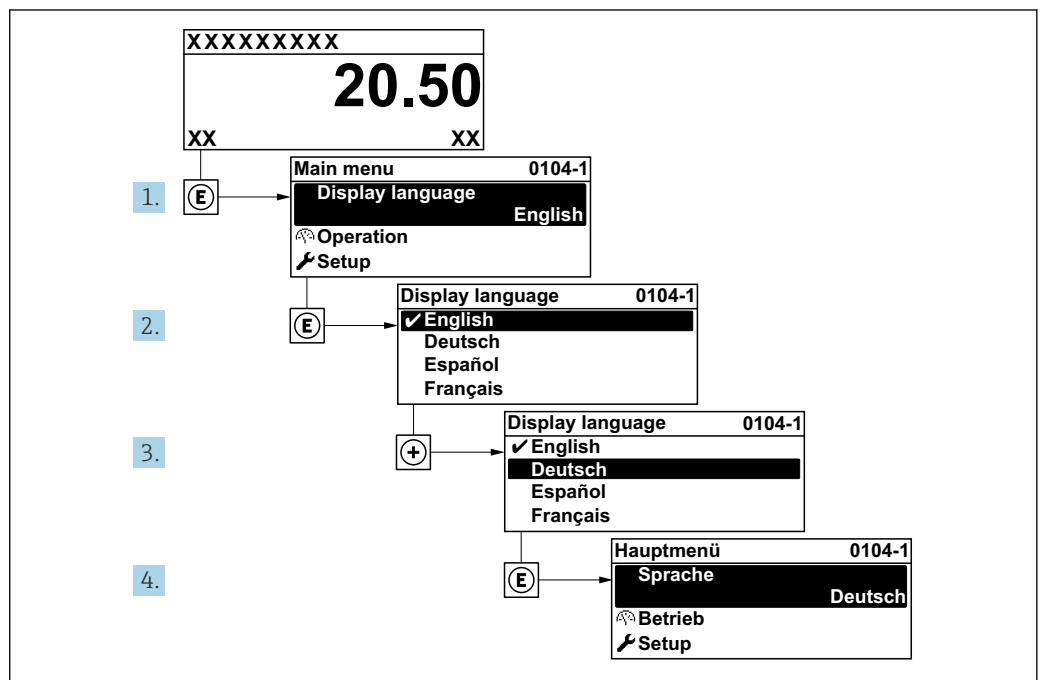 XXXXXXXXX
20.50
XX XX
1. E
Main menu 0104-1
Display language
English
Operation
Setup
2. E
Display language 0104-1
✔ English
Deutsch
Español
Français
3. +
Display language 0104-1
✔ English
Deutsch
Español
Français
4. E
Hauptmenü 0104-1
Sprache
Deutsch
Betrieb
Setup